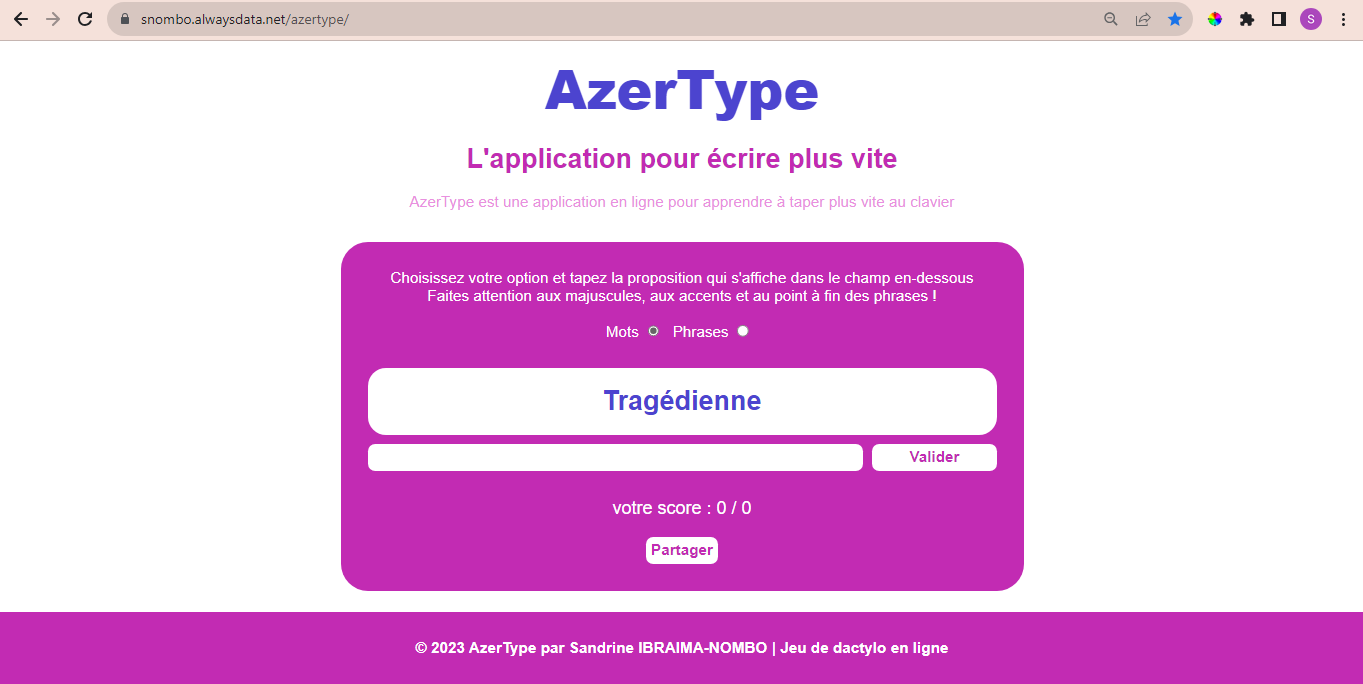 snombo.alwaysdata.net/azertype/
S
AzerType
L'application pour écrire plus vite
AzerType est une application en ligne pour apprendre à taper plus vite au clavier
Choisissez votre option et tapez la proposition qui s'affiche dans le champ en-dessous
Faites attention aux majuscules, aux accents et au point à fin des phrases !
Mots Phrases
Tragédienne
Valider
votre score : 0 / 0
Partager
© 2023 AzerType par Sandrine IBRAIMA-NOMBO | Jeu de dactylo en ligne